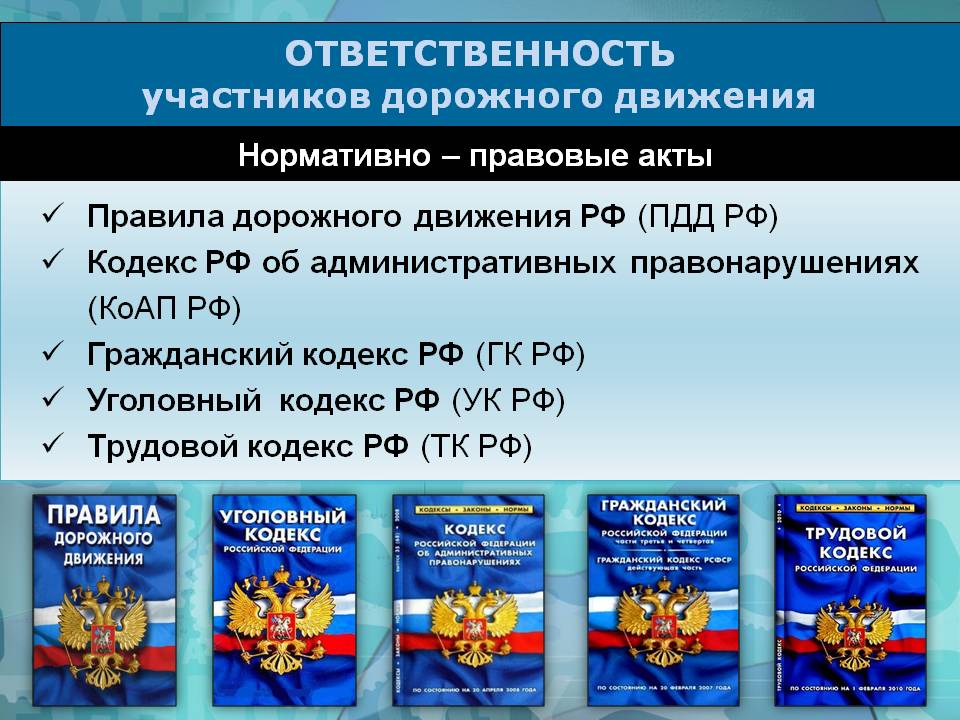 ОТВЕТСТВЕННОСТЬ
участников дорожного движения
Нормативно – правовые акты
Правила дорожного движения РФ (ПДД РФ)
Кодекс РФ об административных правонарушениях
(КоАП РФ)
Гражданский кодекс РФ (ГК РФ)
Уголовный кодекс РФ (УК РФ)
Трудовой кодекс РФ (ТК РФ)
ПРАВИЛА
ДОРОЖНОГО
ДВИЖЕНИЯ
УГОЛОВНЫЙ
КОДЕКС
РОССИЙСКОЙ ФЕДЕРАЦИИ
КОДЕКСЫ • ЗАКОНЫ • НОРМЫ
КОДЕКС
РОССИЙСКОЙ ФЕДЕРАЦИИ
ОБ АДМИНИСТРАТИВНЫХ
ПРАВОНАРУШЕНИЯХ
ПО СОСТОЯНИЮ НА 20 АПРЕЛЯ 2008 ГОДА
ГРАЖДАНСКИЙ
КОДЕКС
РОССИЙСКОЙ ФЕДЕРАЦИИ
части третья и четвертая
ГРАЖДАНСКИЙ КОДЕКС РСФСР
действующая часть
ПО СОСТОЯНИЮ НА 20 ФЕВРАЛЯ 2007 ГОДА
КОДЕКСЫ • ЗАКОНЫ • НОРМЫ
ТРУДОВОЙ
КОДЕКС
РОССИЙСКОЙ ФЕДЕРАЦИИ
ПО СОСТОЯНИЮ НА 1 ФЕВРАЛЯ 2010 ГОДА